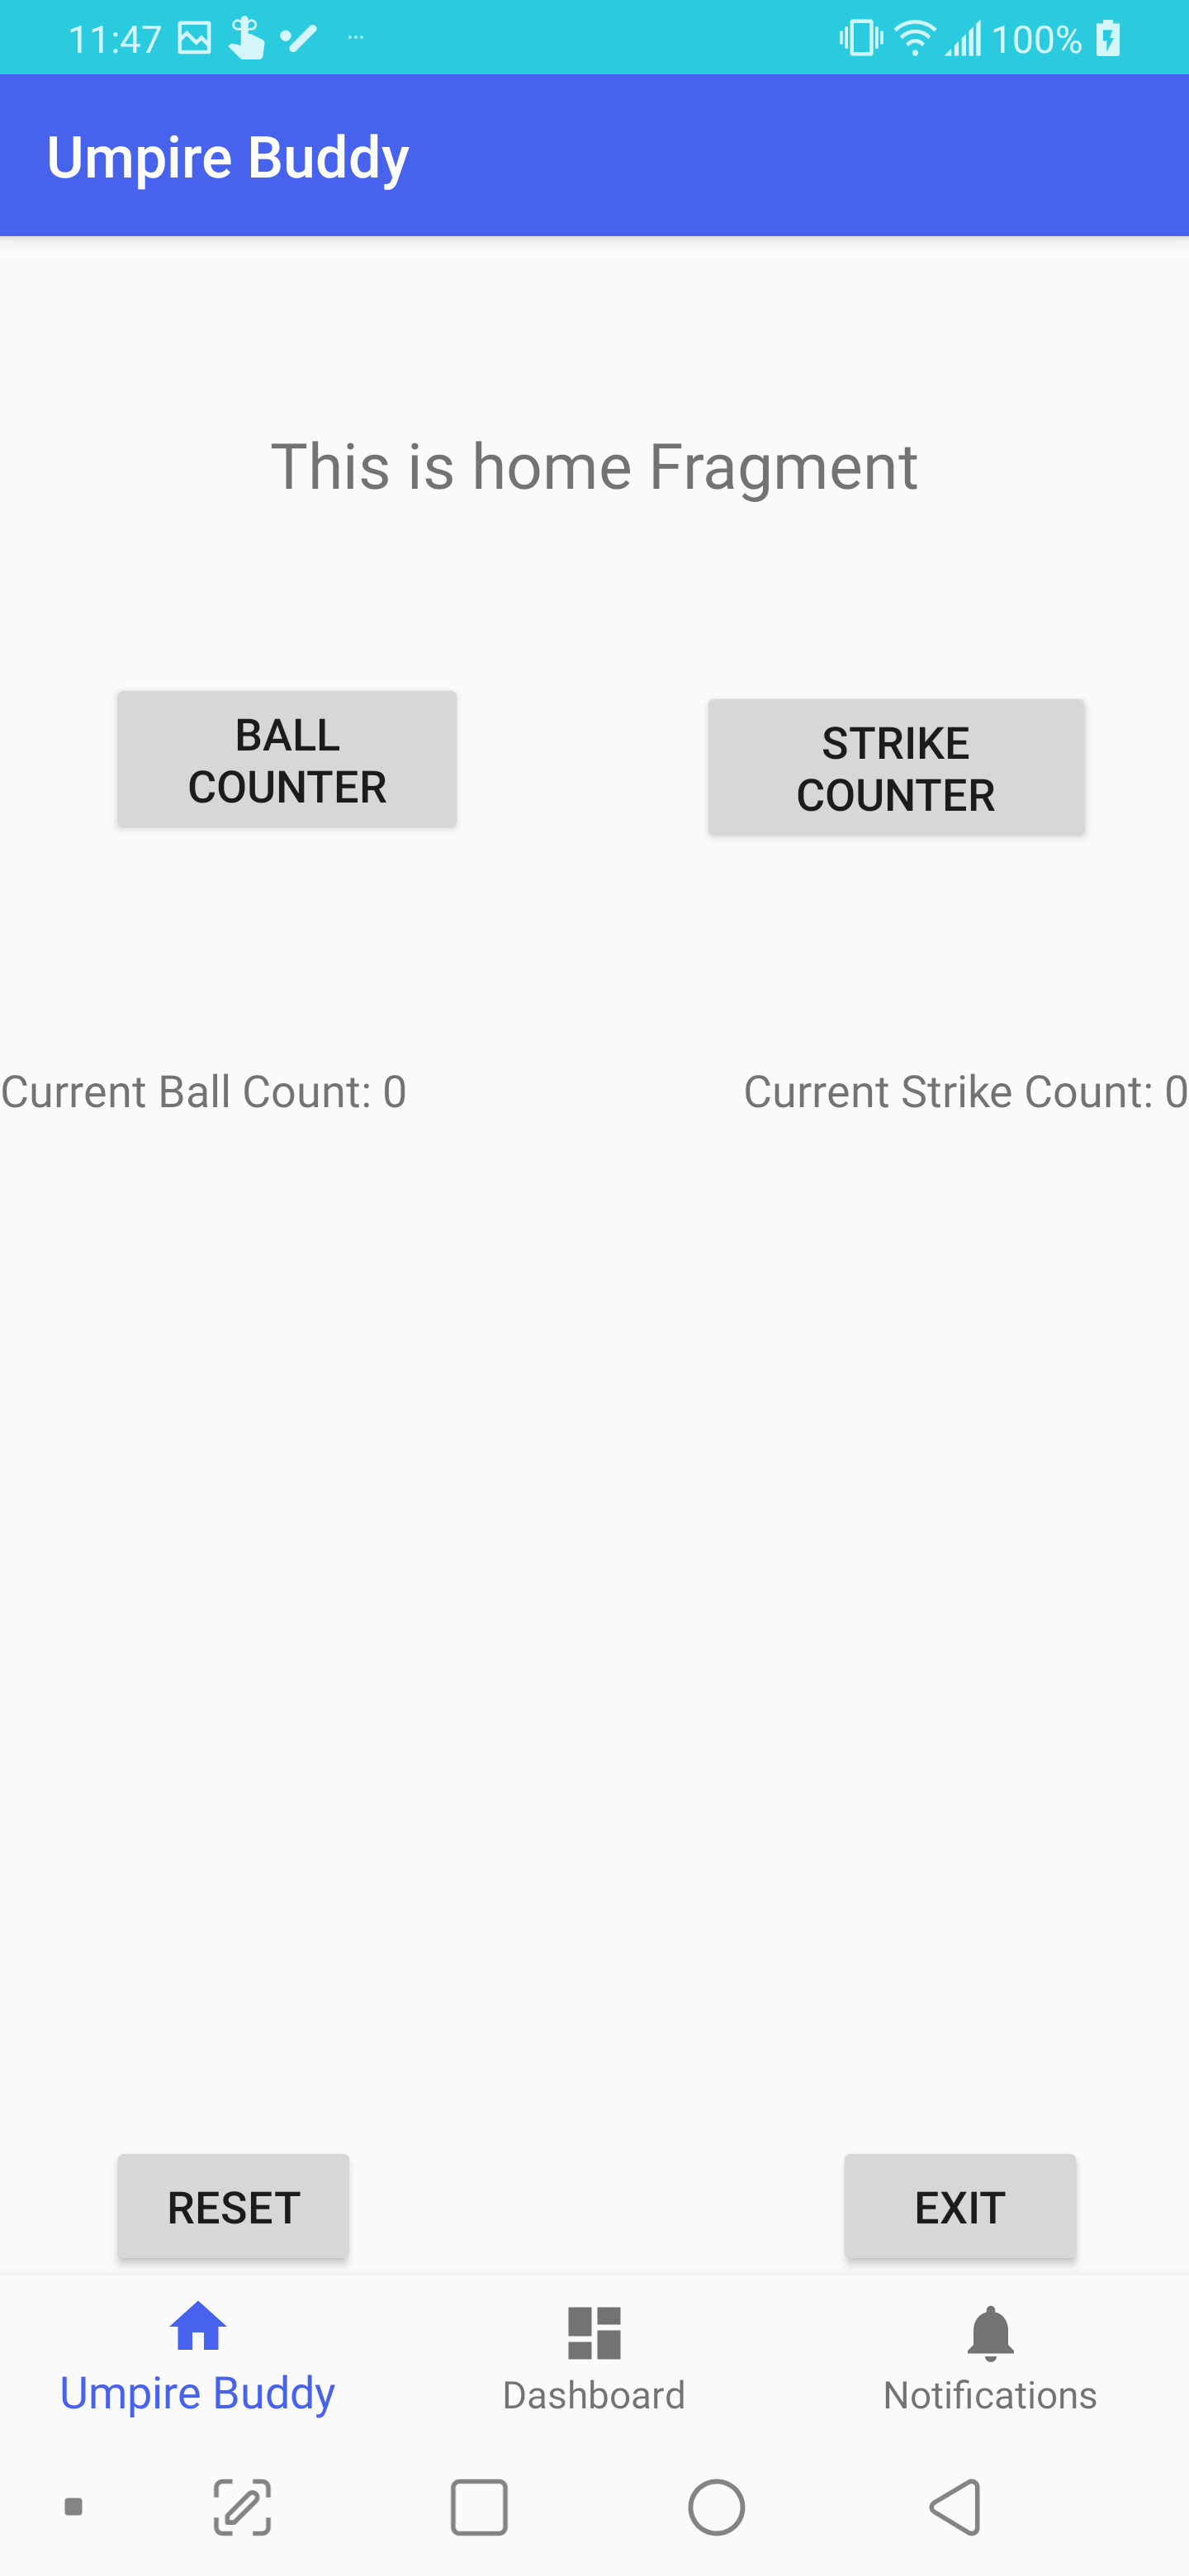 11:47 100%
Umpire Buddy
This is home Fragment
BALL
COUNTER
STRIKE
COUNTER
Current Ball Count: 0
Current Strike Count: 0
RESET
EXIT
Umpire Buddy
Dashboard
Notifications